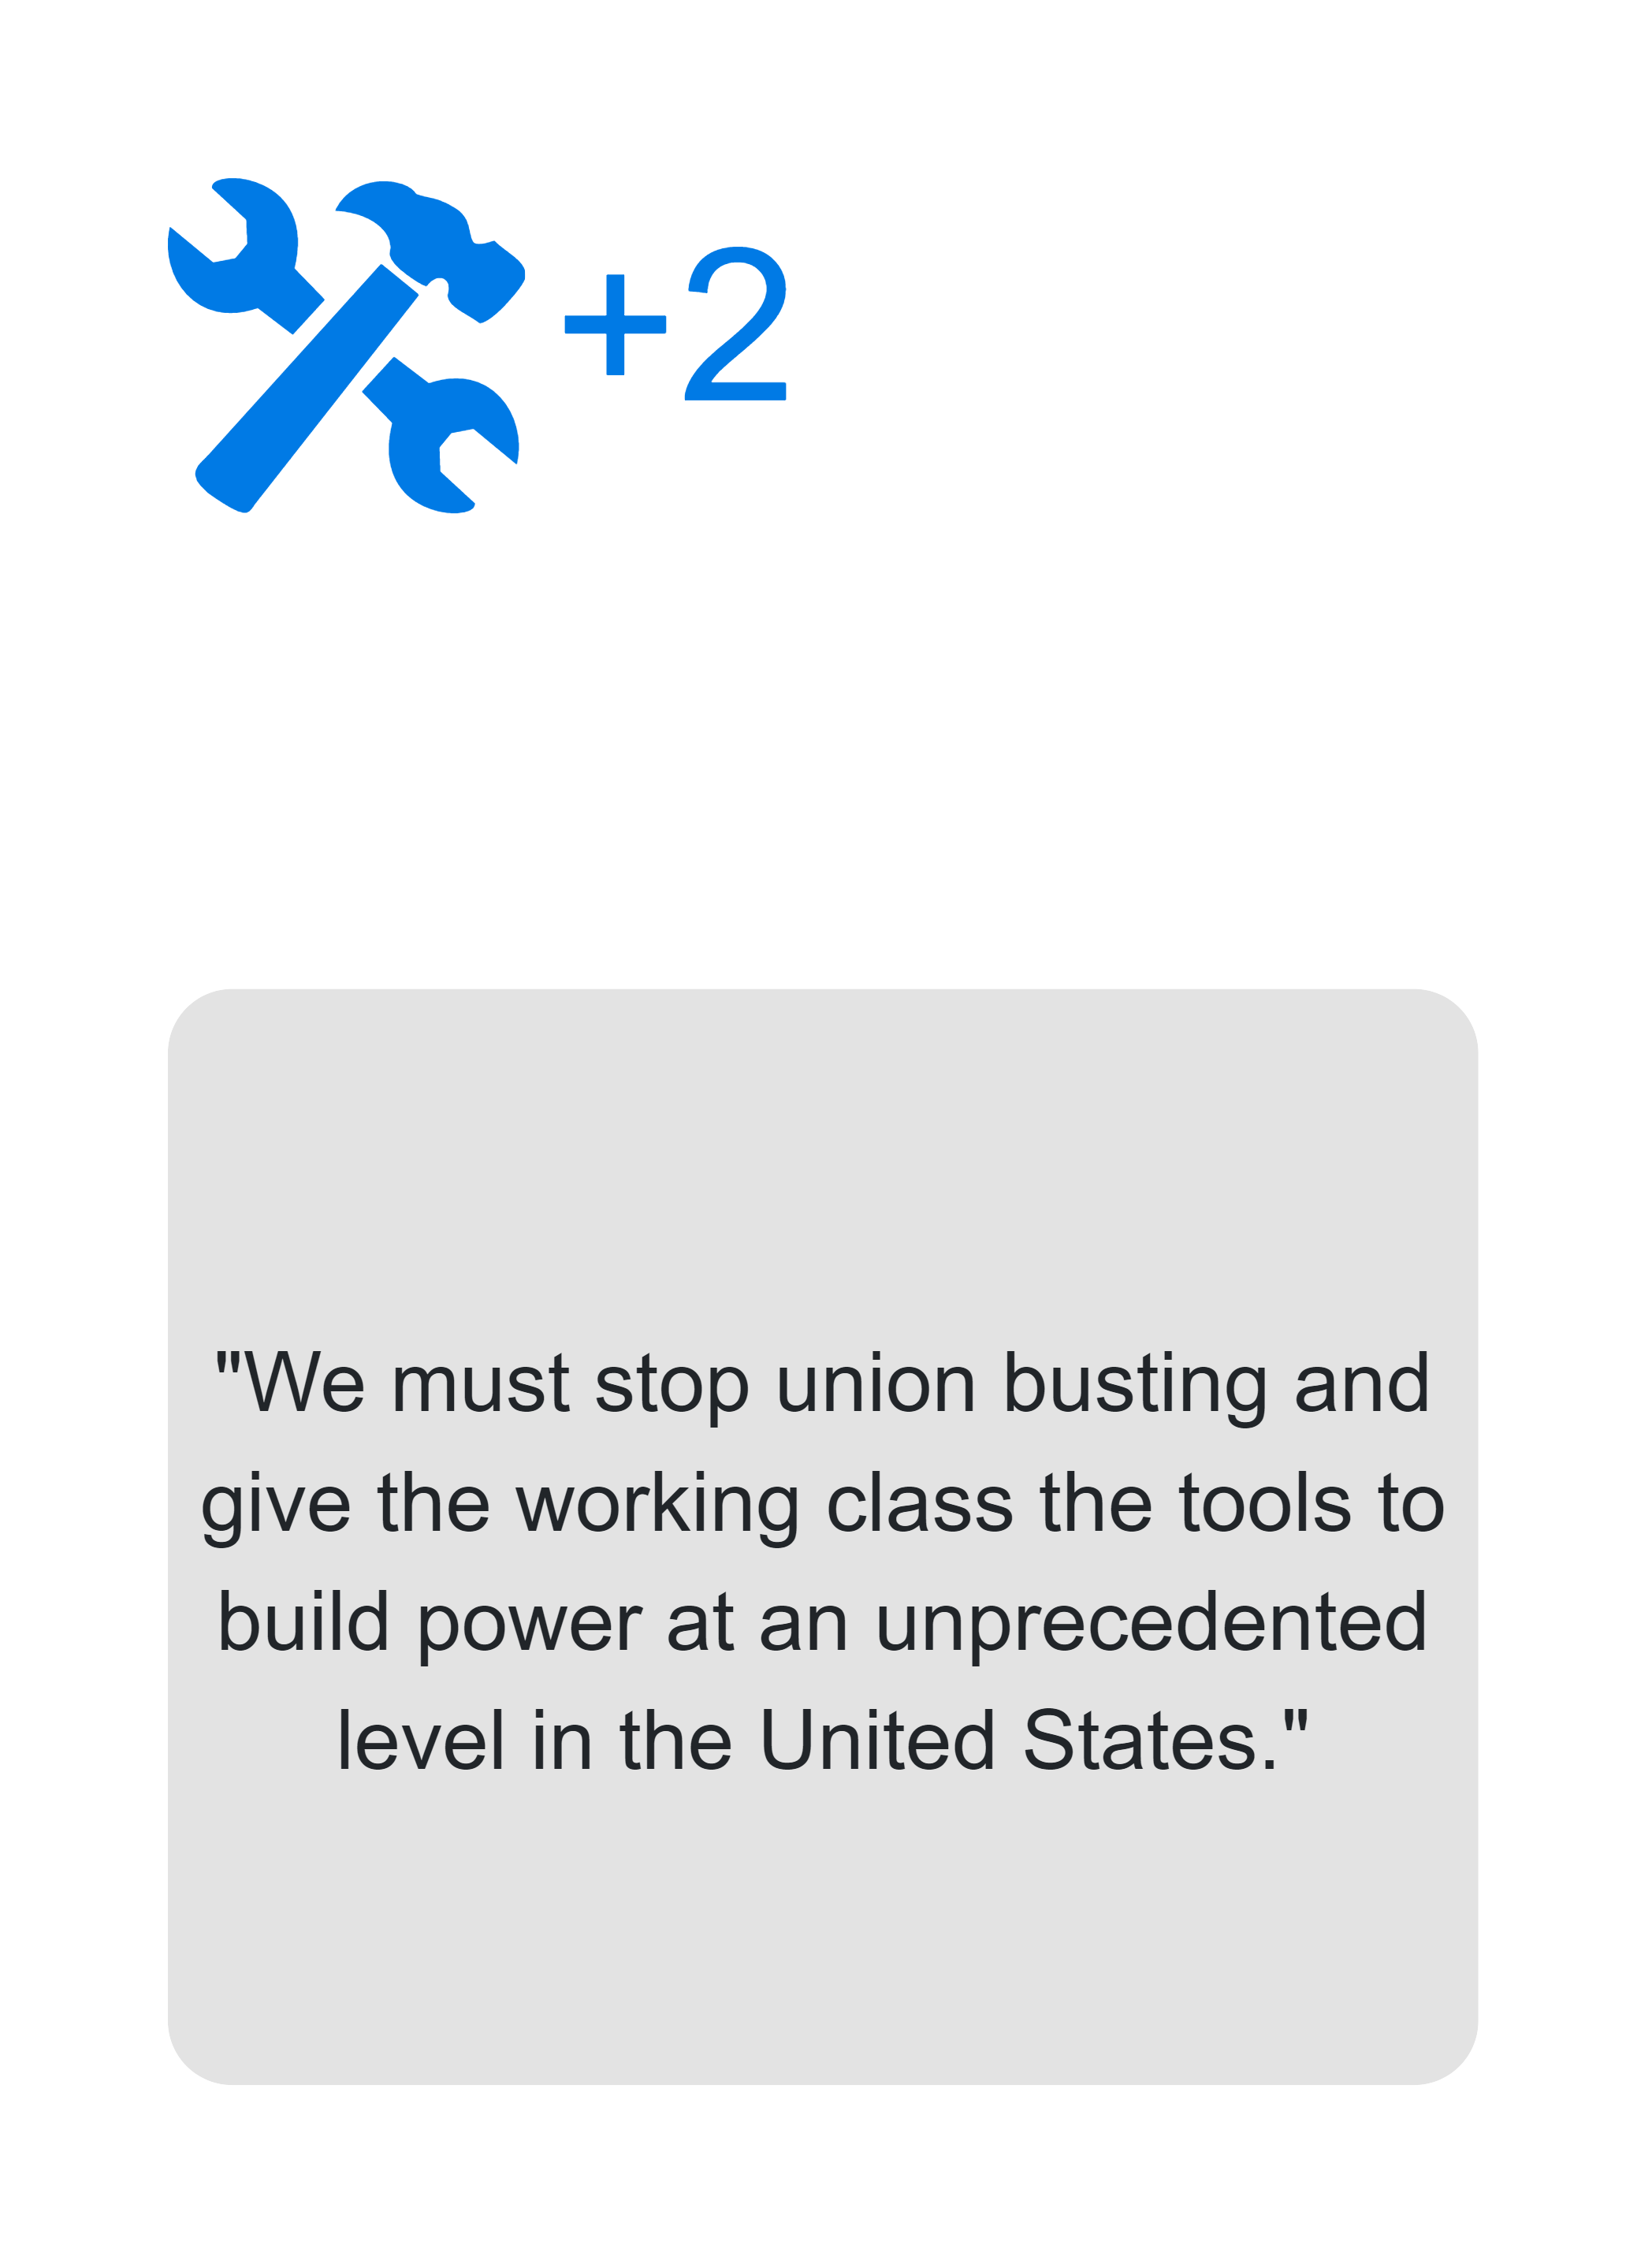 +2
"We must stop union busting and
give the working class the tools to
build power at an unprecedented
level in the United States."